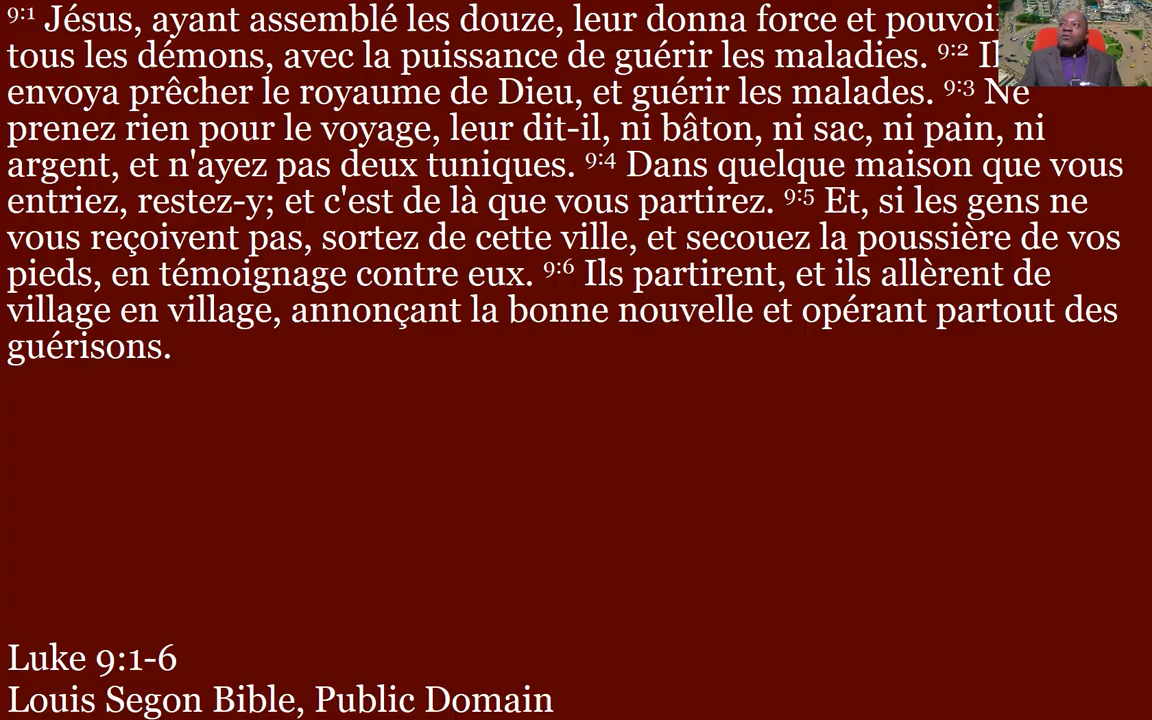 9:1 Jésus, ayant assemblé les douze, leur donna force et
tous les démons, avec la puissance de guérir les maladies. 9:2
envoya prêcher le royaume de Dieu, et guérir les malades. 9:3 Ne
prenez rien pour le voyage, leur dit-il, ni bâton, ni sac, ni pain, ni
argent, et n'ayez pas deux tuniques. 9:4 Dans quelque maison que vous
entriez, restez-y; et c'est de là que vous partirez. 9:5 Et, si les gens ne
vous reçoivent pas, sortez de cette ville, et secouez la poussière de vos
pieds, en témoignage contre eux. 9:6 Ils partirent, et ils allèrent de
village en village, annonçant la bonne nouvelle et opérant partout des
guérisons.
Luke 9:1-6
Louis Segon Bible, Public Domain